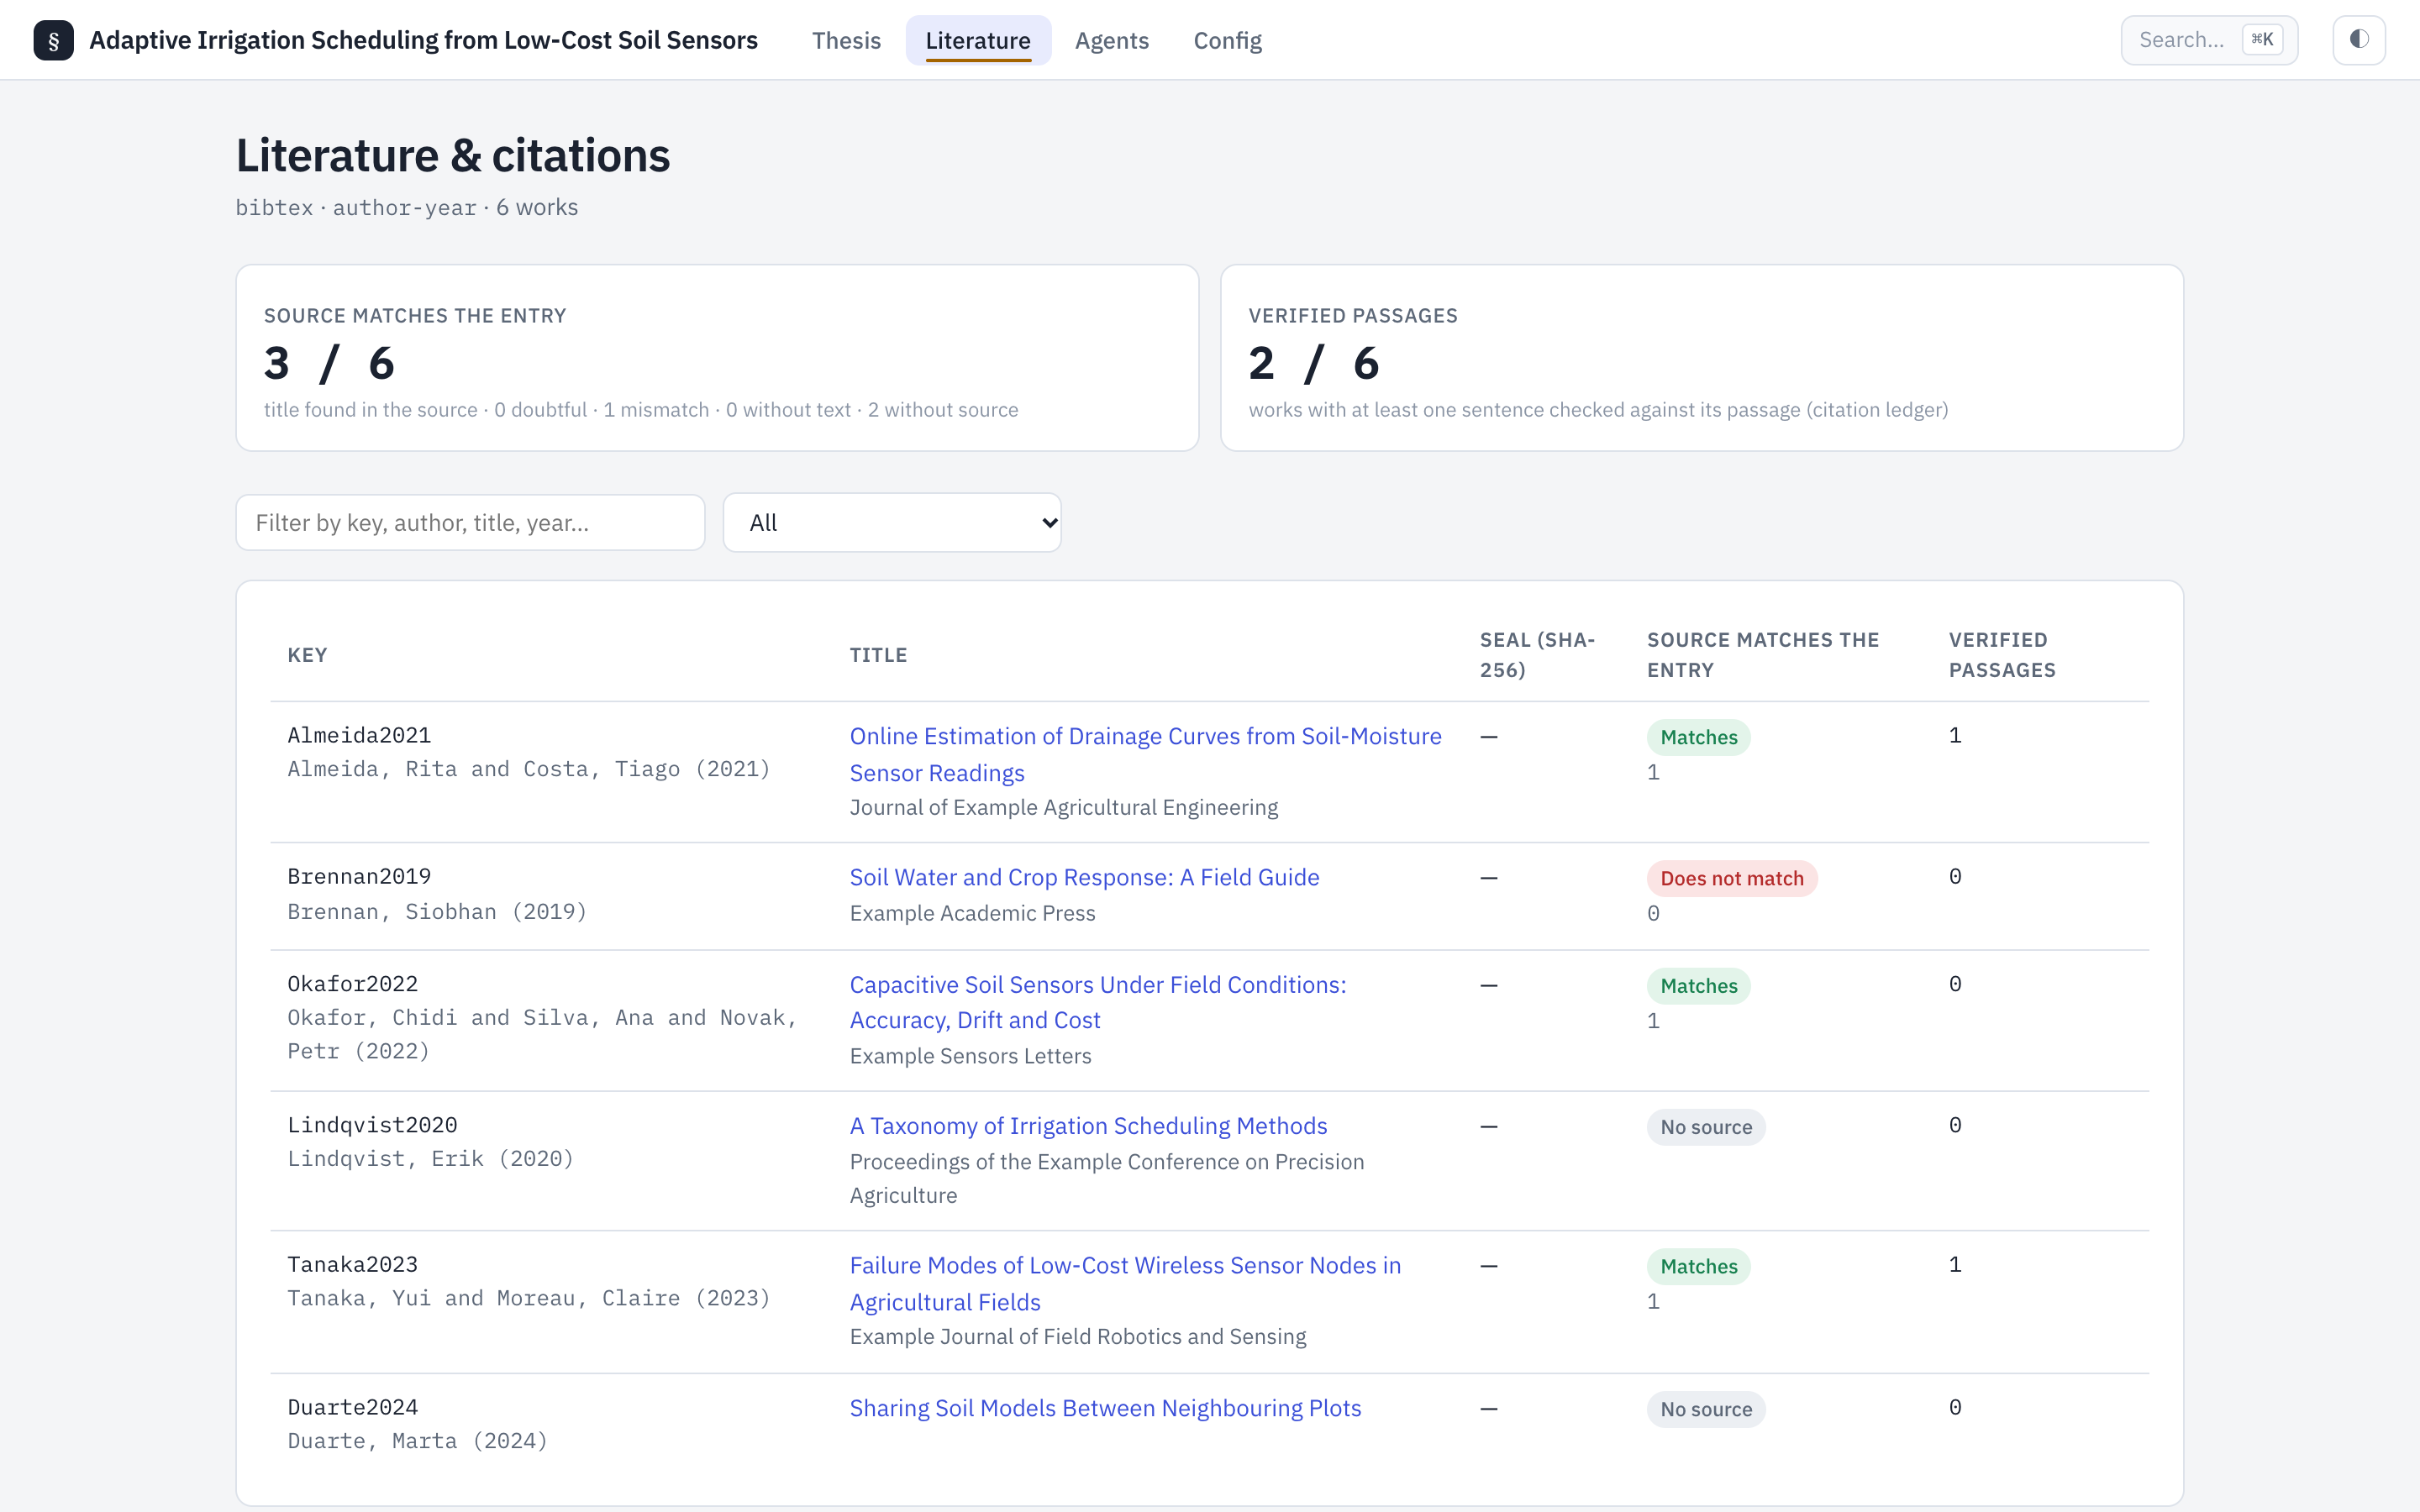 § Adaptive Irrigation Scheduling from Low-Cost Soil Sensors Thesis Literature Agents Config Search... ⌘K
Literature & citations
bibtex · author-year · 6 works
SOURCE MATCHES THE ENTRY
3 / 6
title found in the source · 0 doubtful · 1 mismatch · 0 without text · 2 without source
VERIFIED PASSAGES
2 / 6
works with at least one sentence checked against its passage (citation ledger)
Filter by key, author, title, year...
All
KEY
TITLE
SEAL (SHA-
256)
SOURCE MATCHES THE
ENTRY
VERIFIED
PASSAGES
Almeida2021
Almeida, Rita and Costa, Tiago (2021)
Online Estimation of Drainage Curves from Soil-Moisture
Sensor Readings
Journal of Example Agricultural Engineering
—
Matches
1
1
Brennan2019
Brennan, Siobhan (2019)
Soil Water and Crop Response: A Field Guide
Example Academic Press
—
Does not match
0
0
Okafor2022
Okafor, Chidi and Silva, Ana and Novak,
Petr (2022)
Capacitive Soil Sensors Under Field Conditions:
Accuracy, Drift and Cost
Example Sensors Letters
—
Matches
1
0
Lindqvist2020
Lindqvist, Erik (2020)
A Taxonomy of Irrigation Scheduling Methods
Proceedings of the Example Conference on Precision
Agriculture
—
No source
0
Tanaka2023
Tanaka, Yui and Moreau, Claire (2023)
Failure Modes of Low-Cost Wireless Sensor Nodes in
Agricultural Fields
Example Journal of Field Robotics and Sensing
—
Matches
1
1
Duarte2024
Duarte, Marta (2024)
Sharing Soil Models Between Neighbouring Plots
—
No source
0